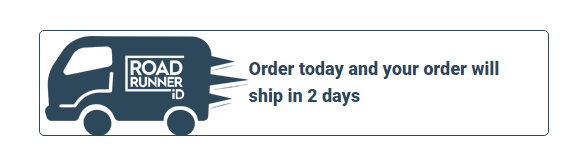 ROAD
RUNNER
iD
Order today and your order will
ship in 2 days